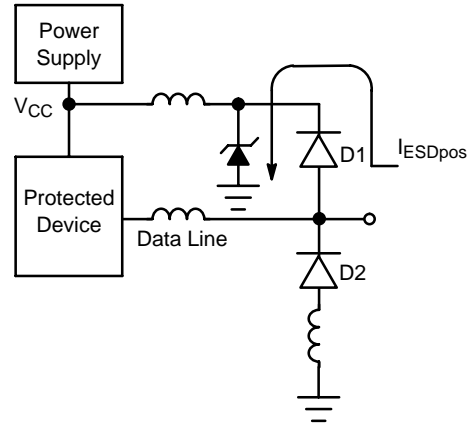 Power
Supply
VCC
D1
IESDpos
Protected
Device
Data Line
D2